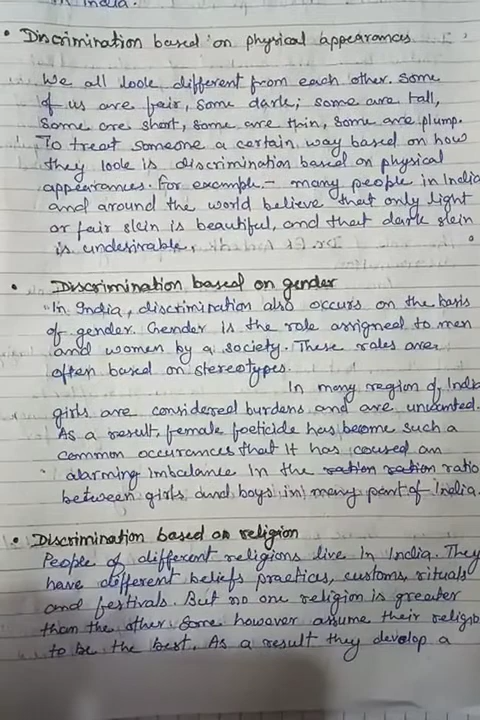 in India.
• Discrimination based on physical appearances
We all look different from each other. Some
of us are fair, some dark; some are tall,
some are short, some are thin, some are plump.
To treat someone a certain way based on how
they look is discrimination based on physical
appearances. For example - many people in India
and around the world believe that only light
or fair skin is beautiful, and that dark skin
is undesirable.
• Discrimination based on gender
In India, discrimination also occurs on the basis
of gender. Gender is the role assigned to men
and women by a society. These roles are
often based on stereotypes.
In many region of India
girls are considered burdens and are unwanted.
As a result, female foeticide has become such a
common occurances that it has caused an
alarming imbalance in the ration ration ratio
between girls and boys in many part of India.
• Discrimination based on religion
People of different religions live in India. They
have different beliefs practices, customs, rituals
and festivals. But no one religion is greater
than the other. Some however assume their religio
to be the best. As a result they develop a